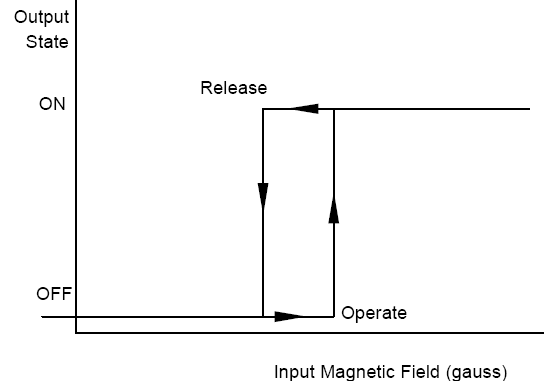 Output
State
Release
ON
OFF
Operate
Input Magnetic Field (gauss)